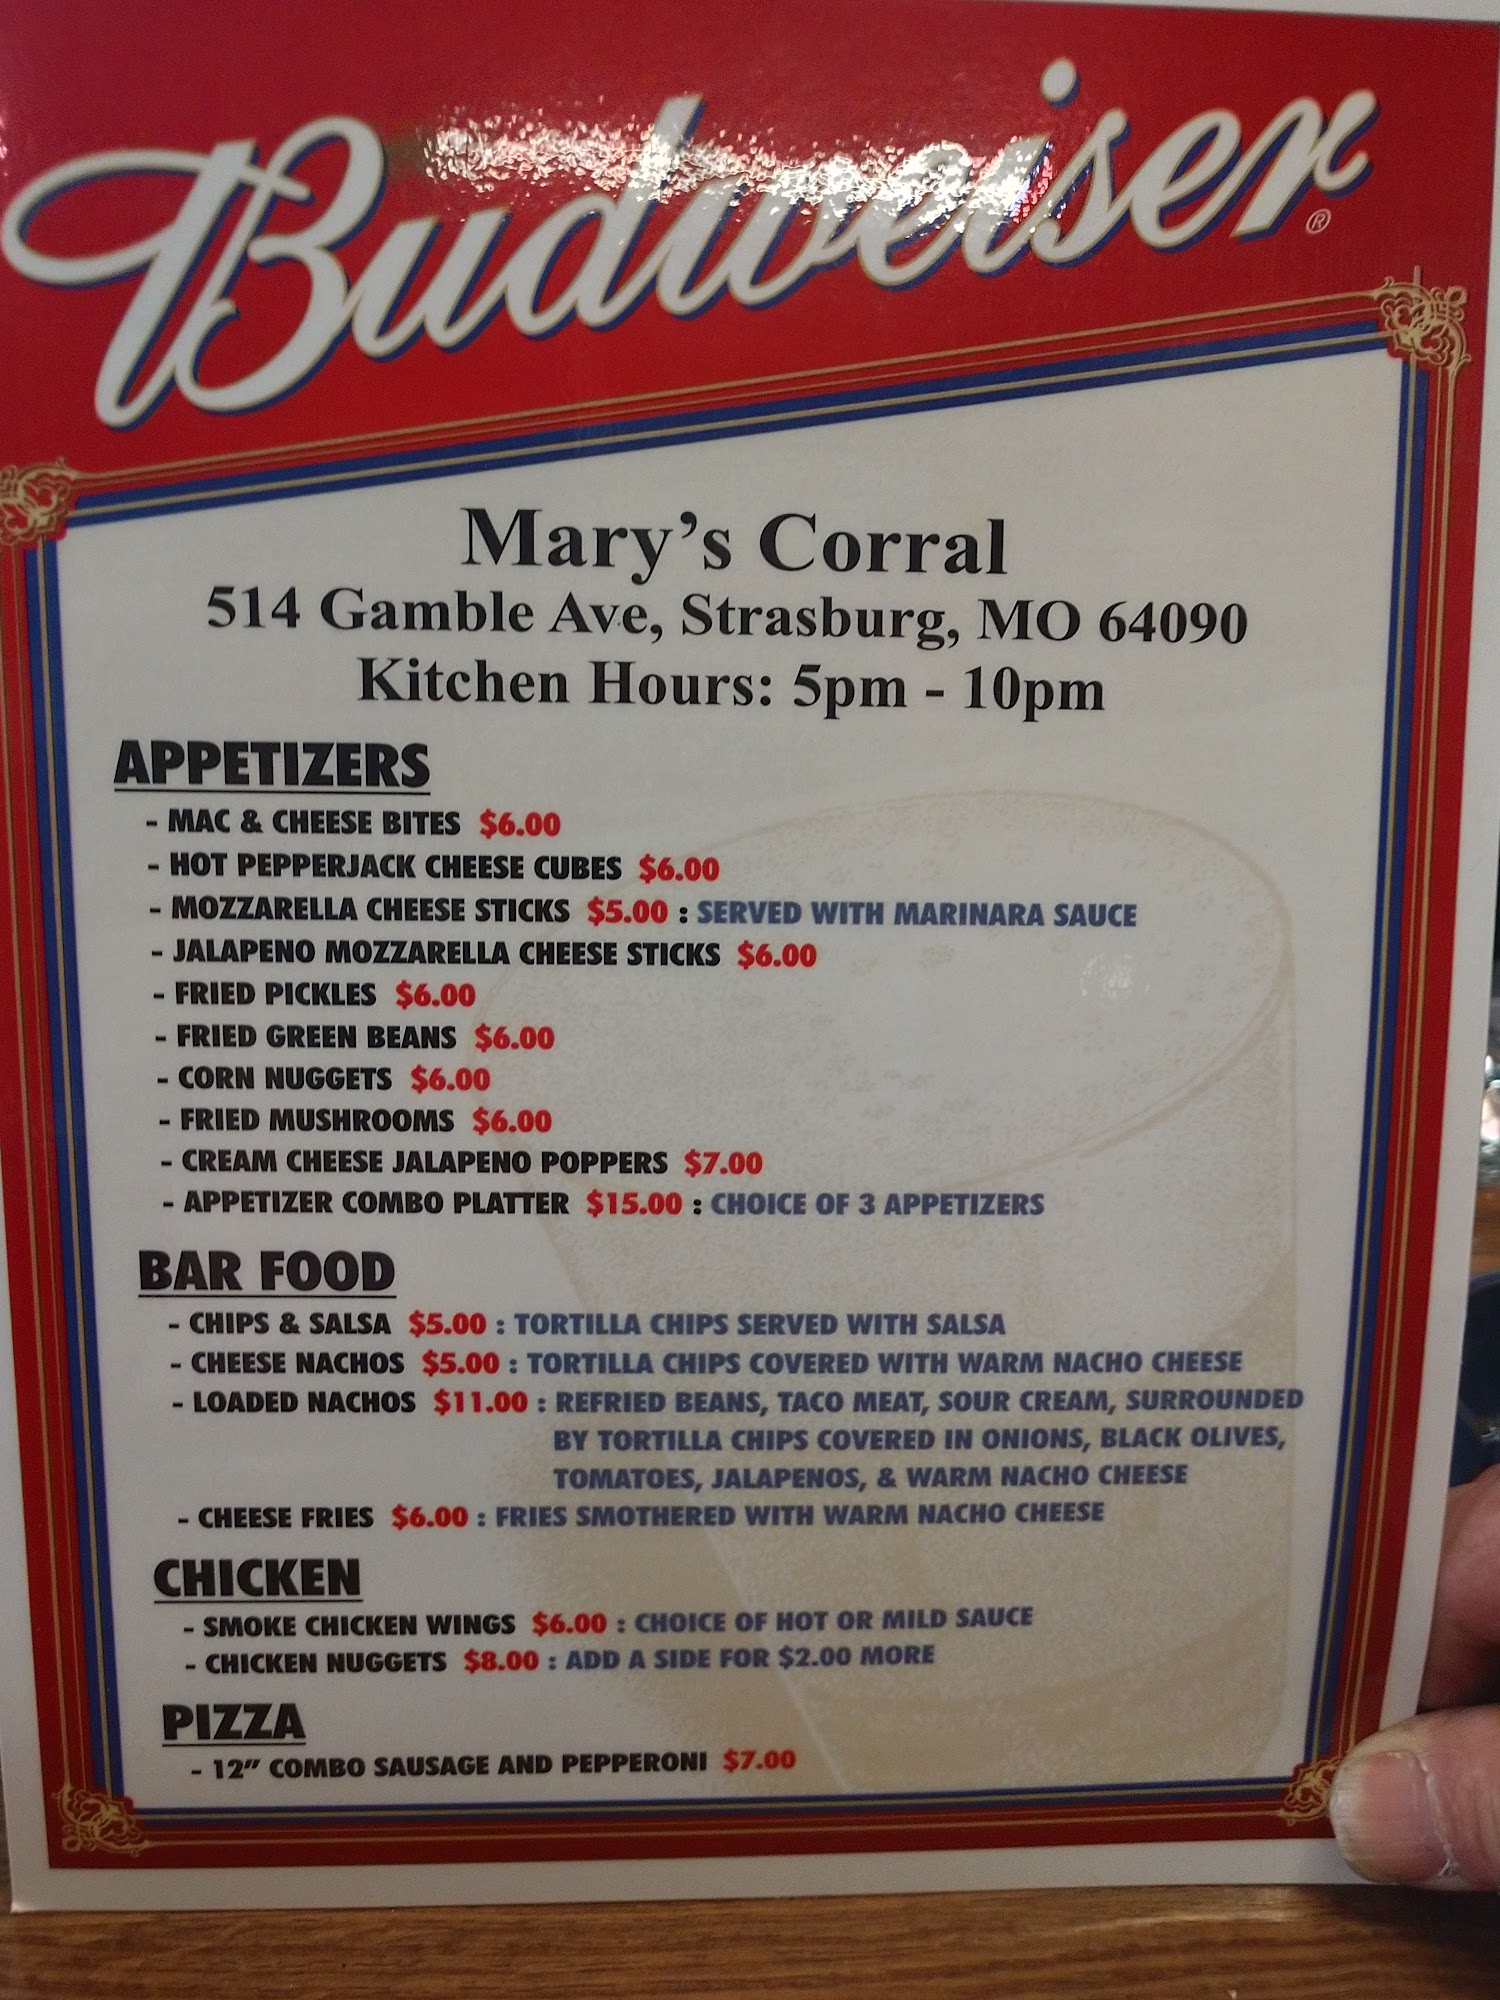 Budweiser®
Mary's Corral
514 Gamble Ave, Strasburg, MO 64090
Kitchen Hours: 5pm - 10pm
APPETIZERS
- MAC & CHEESE BITES $6.00
- HOT PEPPERJACK CHEESE CUBES $6.00
- MOZZARELLA CHEESE STICKS $5.00 : SERVED WITH MARINARA SAUCE
- JALAPENO MOZZARELLA CHEESE STICKS $6.00
- FRIED PICKLES $6.00
- FRIED GREEN BEANS $6.00
- CORN NUGGETS $6.00
- FRIED MUSHROOMS $6.00
- CREAM CHEESE JALAPENO POPPERS $7.00
- APPETIZER COMBO PLATTER $15.00 : CHOICE OF 3 APPETIZERS
BAR FOOD
- CHIPS & SALSA $5.00 : TORTILLA CHIPS SERVED WITH SALSA
- CHEESE NACHOS $5.00 : TORTILLA CHIPS COVERED WITH WARM NACHO CHEESE
- LOADED NACHOS $11.00 : REFRIED BEANS, TACO MEAT, SOUR CREAM, SURROUNDED
BY TORTILLA CHIPS COVERED IN ONIONS, BLACK OLIVES,
TOMATOES, JALAPENOS, & WARM NACHO CHEESE
- CHEESE FRIES $6.00 : FRIES SMOTHERED WITH WARM NACHO CHEESE
CHICKEN
- SMOKE CHICKEN WINGS $6.00 : CHOICE OF HOT OR MILD SAUCE
- CHICKEN NUGGETS $8.00 : ADD A SIDE FOR $2.00 MORE
PIZZA
- 12" COMBO SAUSAGE AND PEPPERONI $7.00